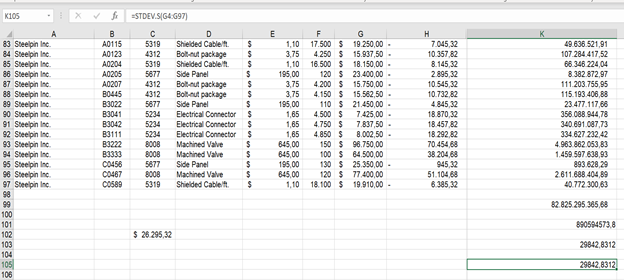 K105 fx =STDEV.S(G4:G97)
A B C D E F G H K
83 Steelpin Inc. A0115 5319 Shielded Cable/ft. $ 1,10 17.500 $ 19.250,00 - 7.045,32 49.636.521,91
84 Steelpin Inc. A0123 4312 Bolt-nut package $ 3,75 4.250 $ 15.937,50 - 10.357,82 107.284.417,52
85 Steelpin Inc. A0204 5319 Shielded Cable/ft. $ 1,10 16.500 $ 18.150,00 - 8.145,32 66.346.224,04
86 Steelpin Inc. A0205 5677 Side Panel $ 195,00 120 $ 23.400,00 - 2.895,32 8.382.872,97
87 Steelpin Inc. A0207 4312 Bolt-nut package $ 3,75 4.200 $ 15.750,00 - 10.545,32 111.203.755,95
88 Steelpin Inc. B0445 4312 Bolt-nut package $ 3,75 4.150 $ 15.562,50 - 10.732,82 115.193.406,88
89 Steelpin Inc. B3022 5677 Side Panel $ 195,00 110 $ 21.450,00 - 4.845,32 23.477.117,66
90 Steelpin Inc. B3041 5234 Electrical Connector $ 1,65 4.500 $ 7.425,00 - 18.870,32 356.088.944,78
91 Steelpin Inc. B3042 5234 Electrical Connector $ 1,65 4.750 $ 7.837,50 - 18.457,82 340.691.087,73
92 Steelpin Inc. B3111 5234 Electrical Connector $ 1,65 4.850 $ 8.002,50 - 18.292,82 334.627.232,42
93 Steelpin Inc. B3222 8008 Machined Valve $ 645,00 150 $ 96.750,00 70.454,68 4.963.862.053,83
94 Steelpin Inc. B3333 8008 Machined Valve $ 645,00 100 $ 64.500,00 38.204,68 1.459.597.638,93
95 Steelpin Inc. C0456 5677 Side Panel $ 195,00 130 $ 25.350,00 - 945,32 893.628,29
96 Steelpin Inc. C0467 8008 Machined Valve $ 645,00 120 $ 77.400,00 51.104,68 2.611.688.404,89
97 Steelpin Inc. C0589 5319 Shielded Cable/ft. $ 1,10 18.100 $ 19.910,00 - 6.385,32 40.772.300,63
98
99 82.825.295.365,68
100
101 890594573,8
102 $ 26.295,32
103 29842,8312
104
105 29842,8312
106